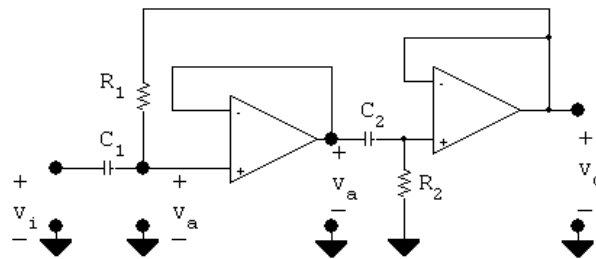 R1
C1
C2
R2
-
+
-
+
+
vi
-
+
va
-
+
va
-
+
-